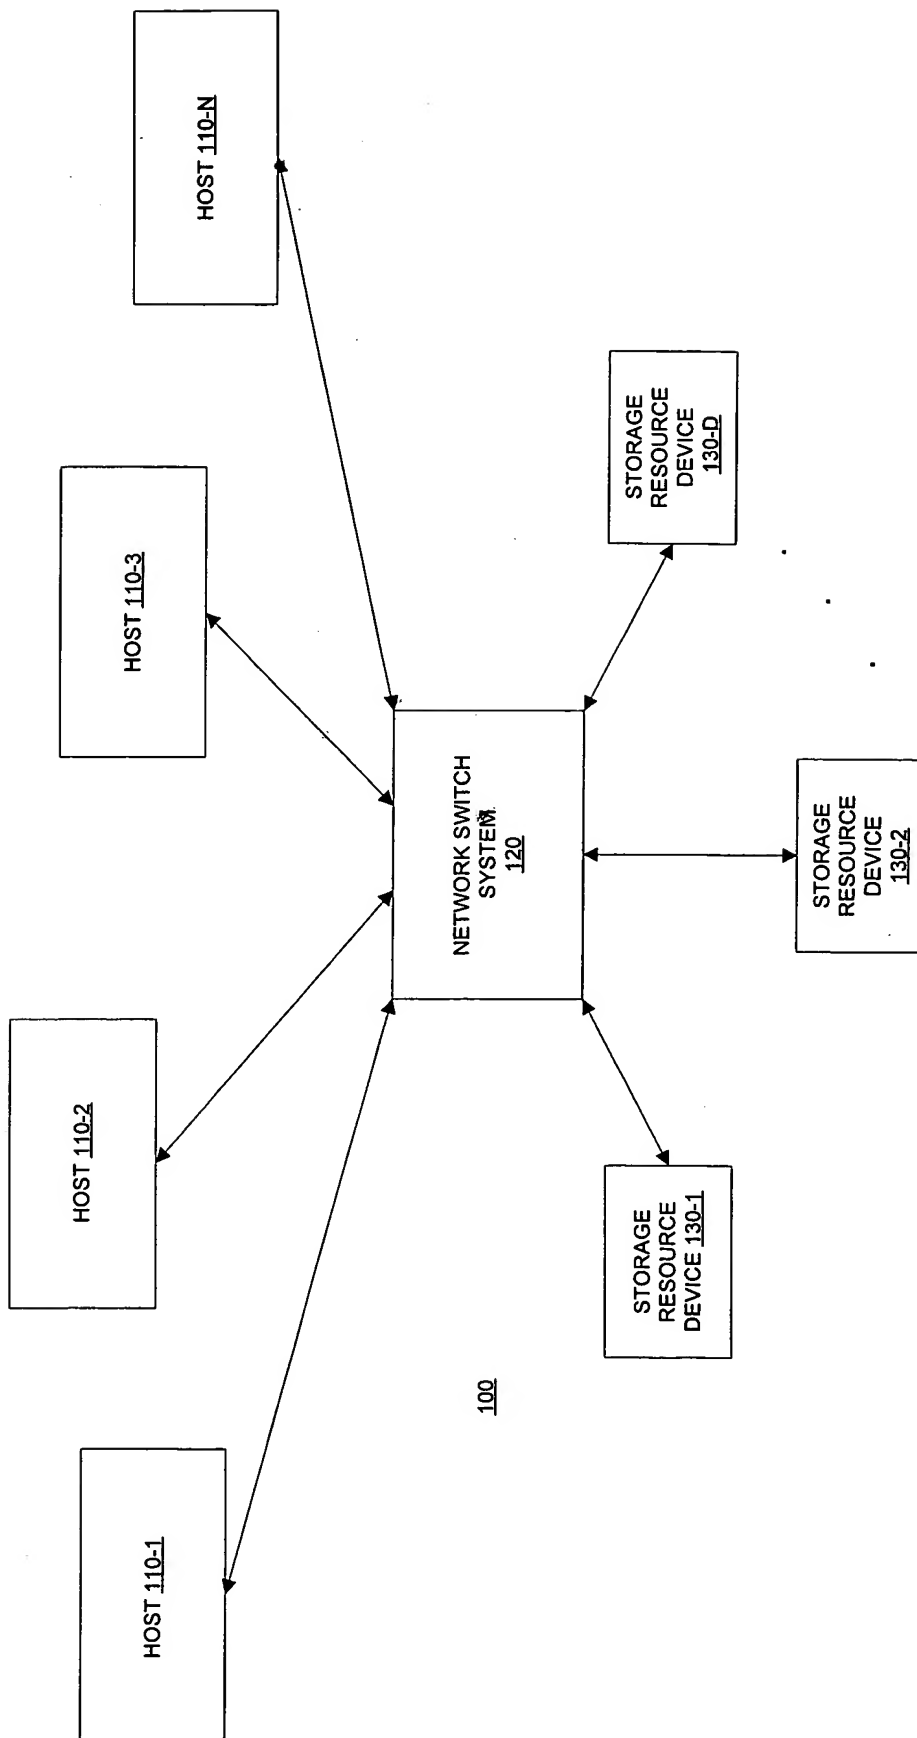 HOST 110-1
HOST 110-2
HOST 110-3
HOST 110-N
NETWORK SWITCH
SYSTEM
120
100
STORAGE
RESOURCE
DEVICE 130-1
STORAGE
RESOURCE
DEVICE
130-2
STORAGE
RESOURCE
DEVICE
130-D